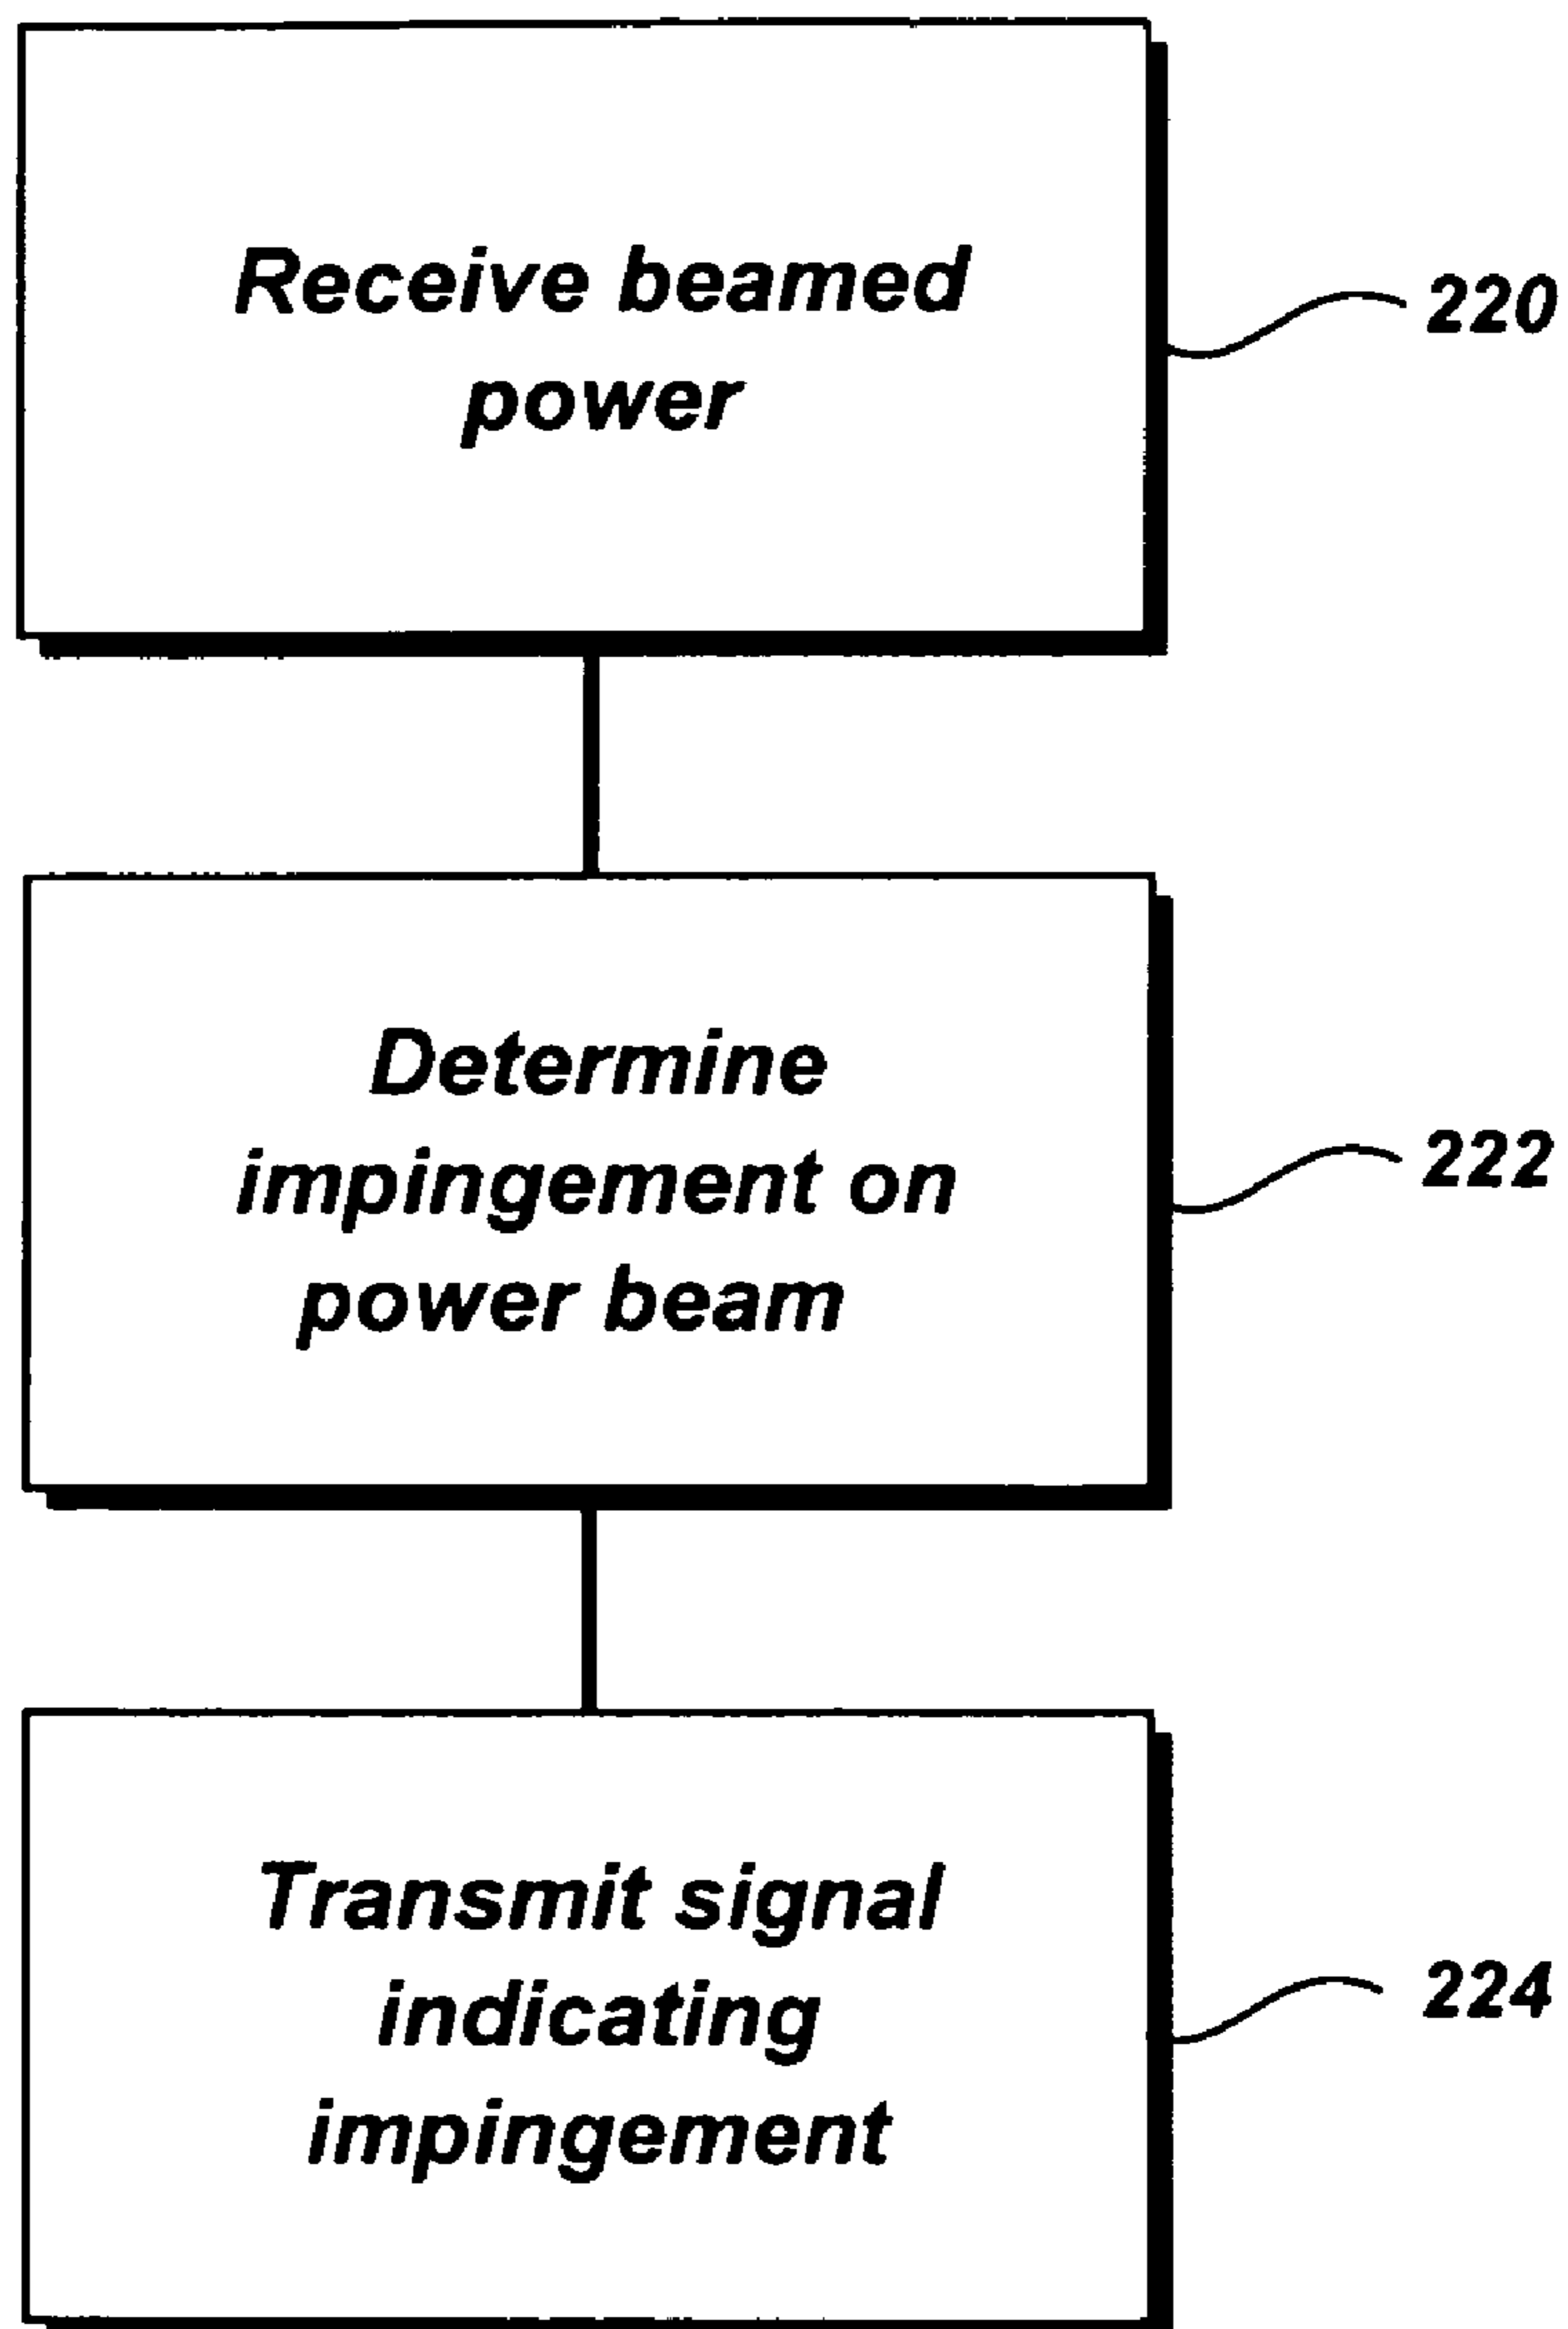 Receive beamed
power
220
Determine
impingement on
power beam
222
Transmit signal
indicating
impingement
224